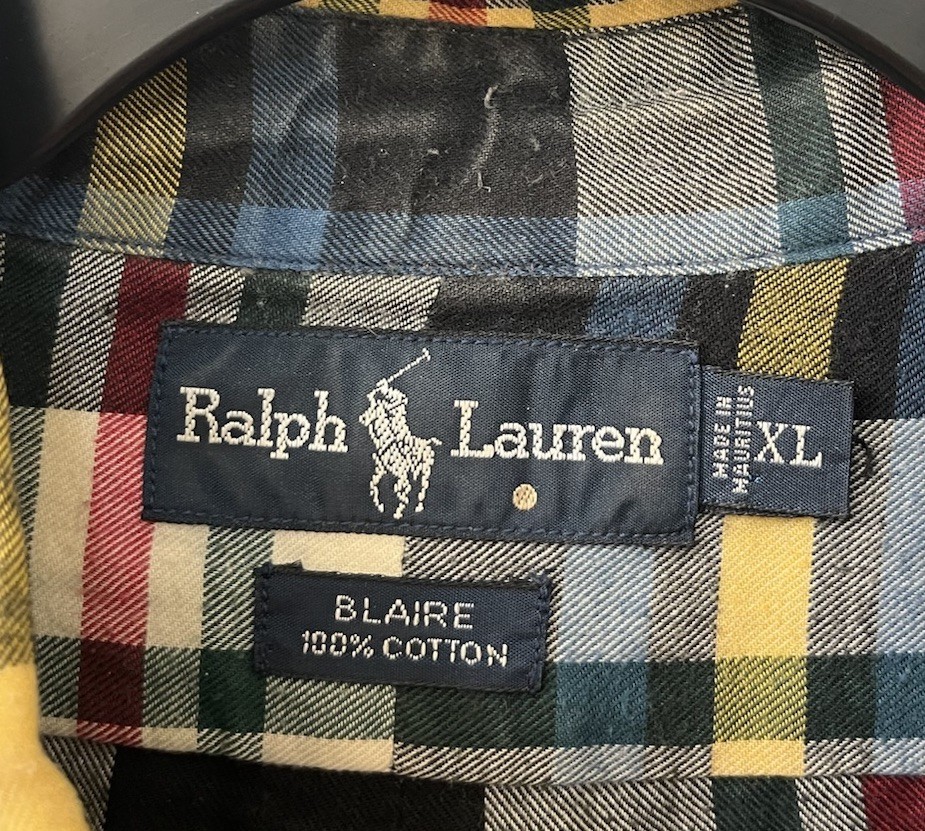 Ralph Lauren
MADE IN
MAURITIUS
XL
BLAIRE
100% COTTON